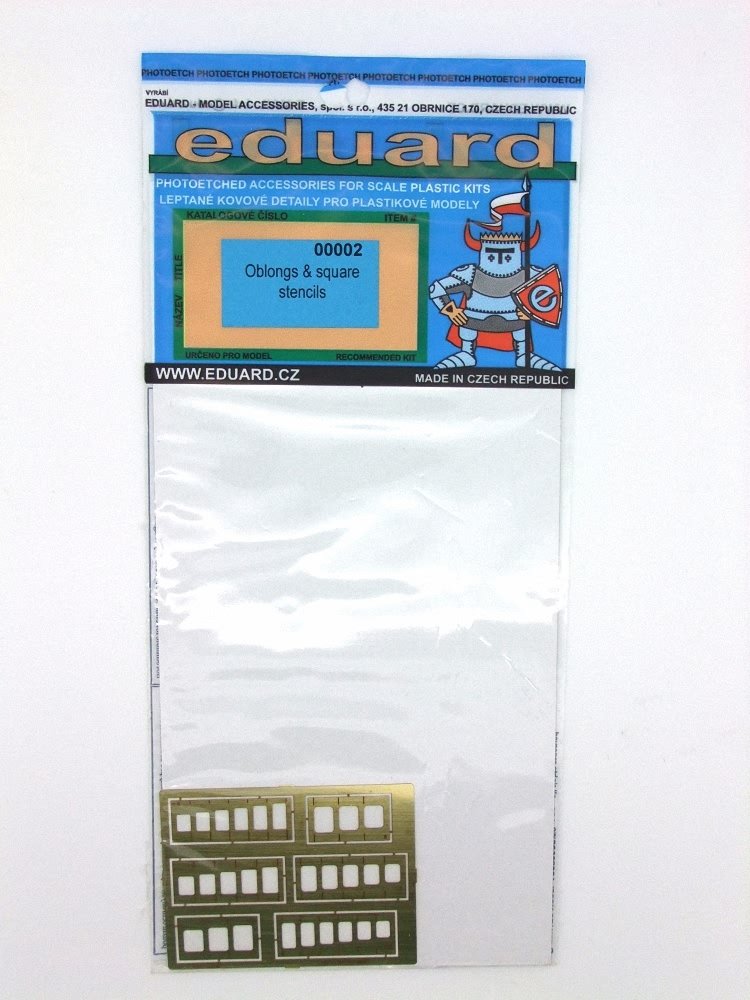 PHOTOETCH PHOTOETCH PHOTOETCH PHOTOETCH PHOTOETCH PHOTOETCH PHOTOETCH PHOTOETCH
VYRÁBÍ
EDUARD - MODEL ACCESSORIES, spol. s r.o., 435 21 OBRNICE 170, CZECH REPUBLIC
eduard
PHOTOETCHED ACCESSORIES FOR SCALE PLASTIC KITS
LEPTANÉ KOVOVÉ DETAILY PRO PLASTIKOVÉ MODELY
KATALOGOVÉ ČÍSLO ITEM #
NÁZEV TITLE
00002
Oblongs & square
stencils
e
URČENO PRO MODEL RECOMMENDED KIT
WWW.EDUARD.CZ MADE IN CZECH REPUBLIC